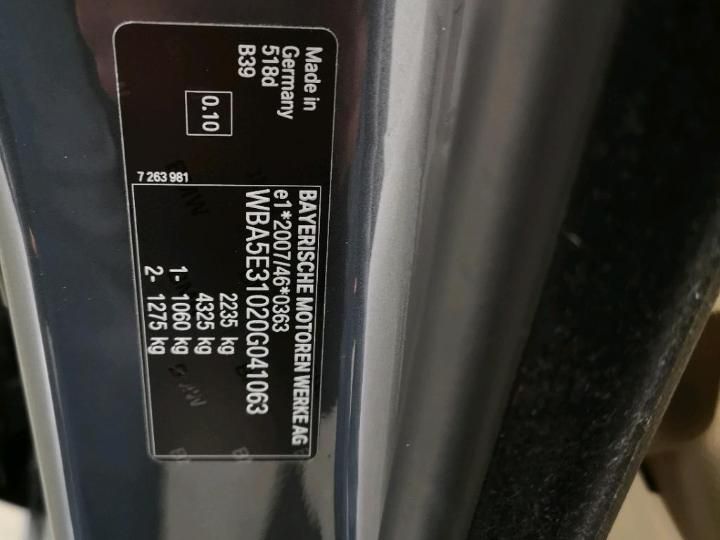 BAYERISCHE MOTOREN WERKE AG
e1*2007/46*0363
WBA5E31020G041063
2235 kg
4325 kg
1- 1060 kg
2- 1275 kg
7 263 981
Made in
Germany
518d
B39
0.10